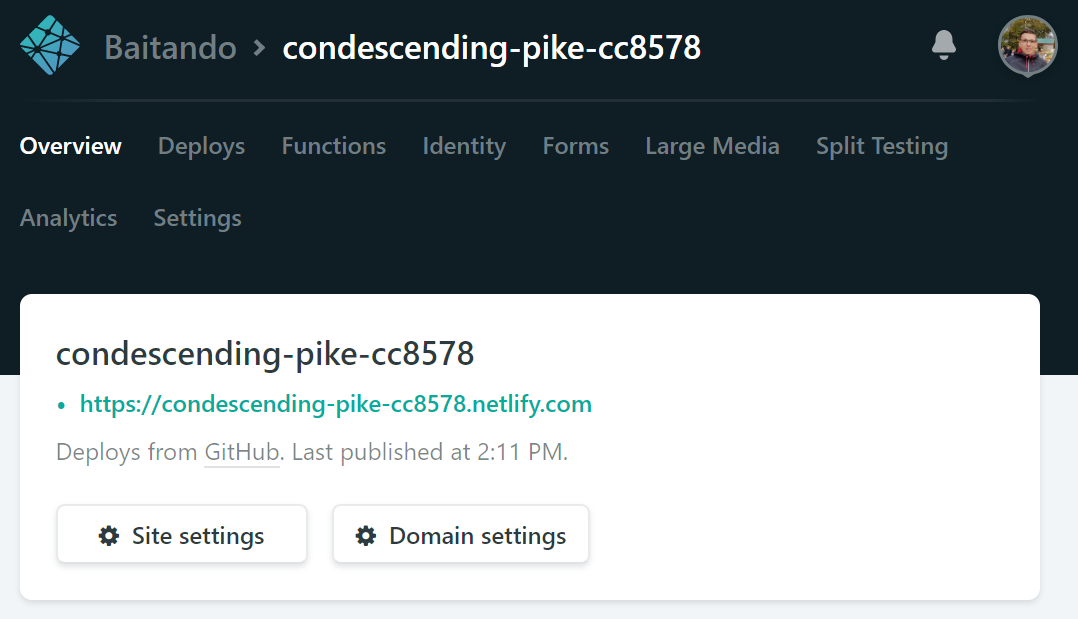 Baitando > condescending-pike-cc8578
Overview Deploys Functions Identity Forms Large Media Split Testing
Analytics Settings
condescending-pike-cc8578
• https://condescending-pike-cc8578.netlify.com
Deploys from GitHub. Last published at 2:11 PM.
Site settings Domain settings